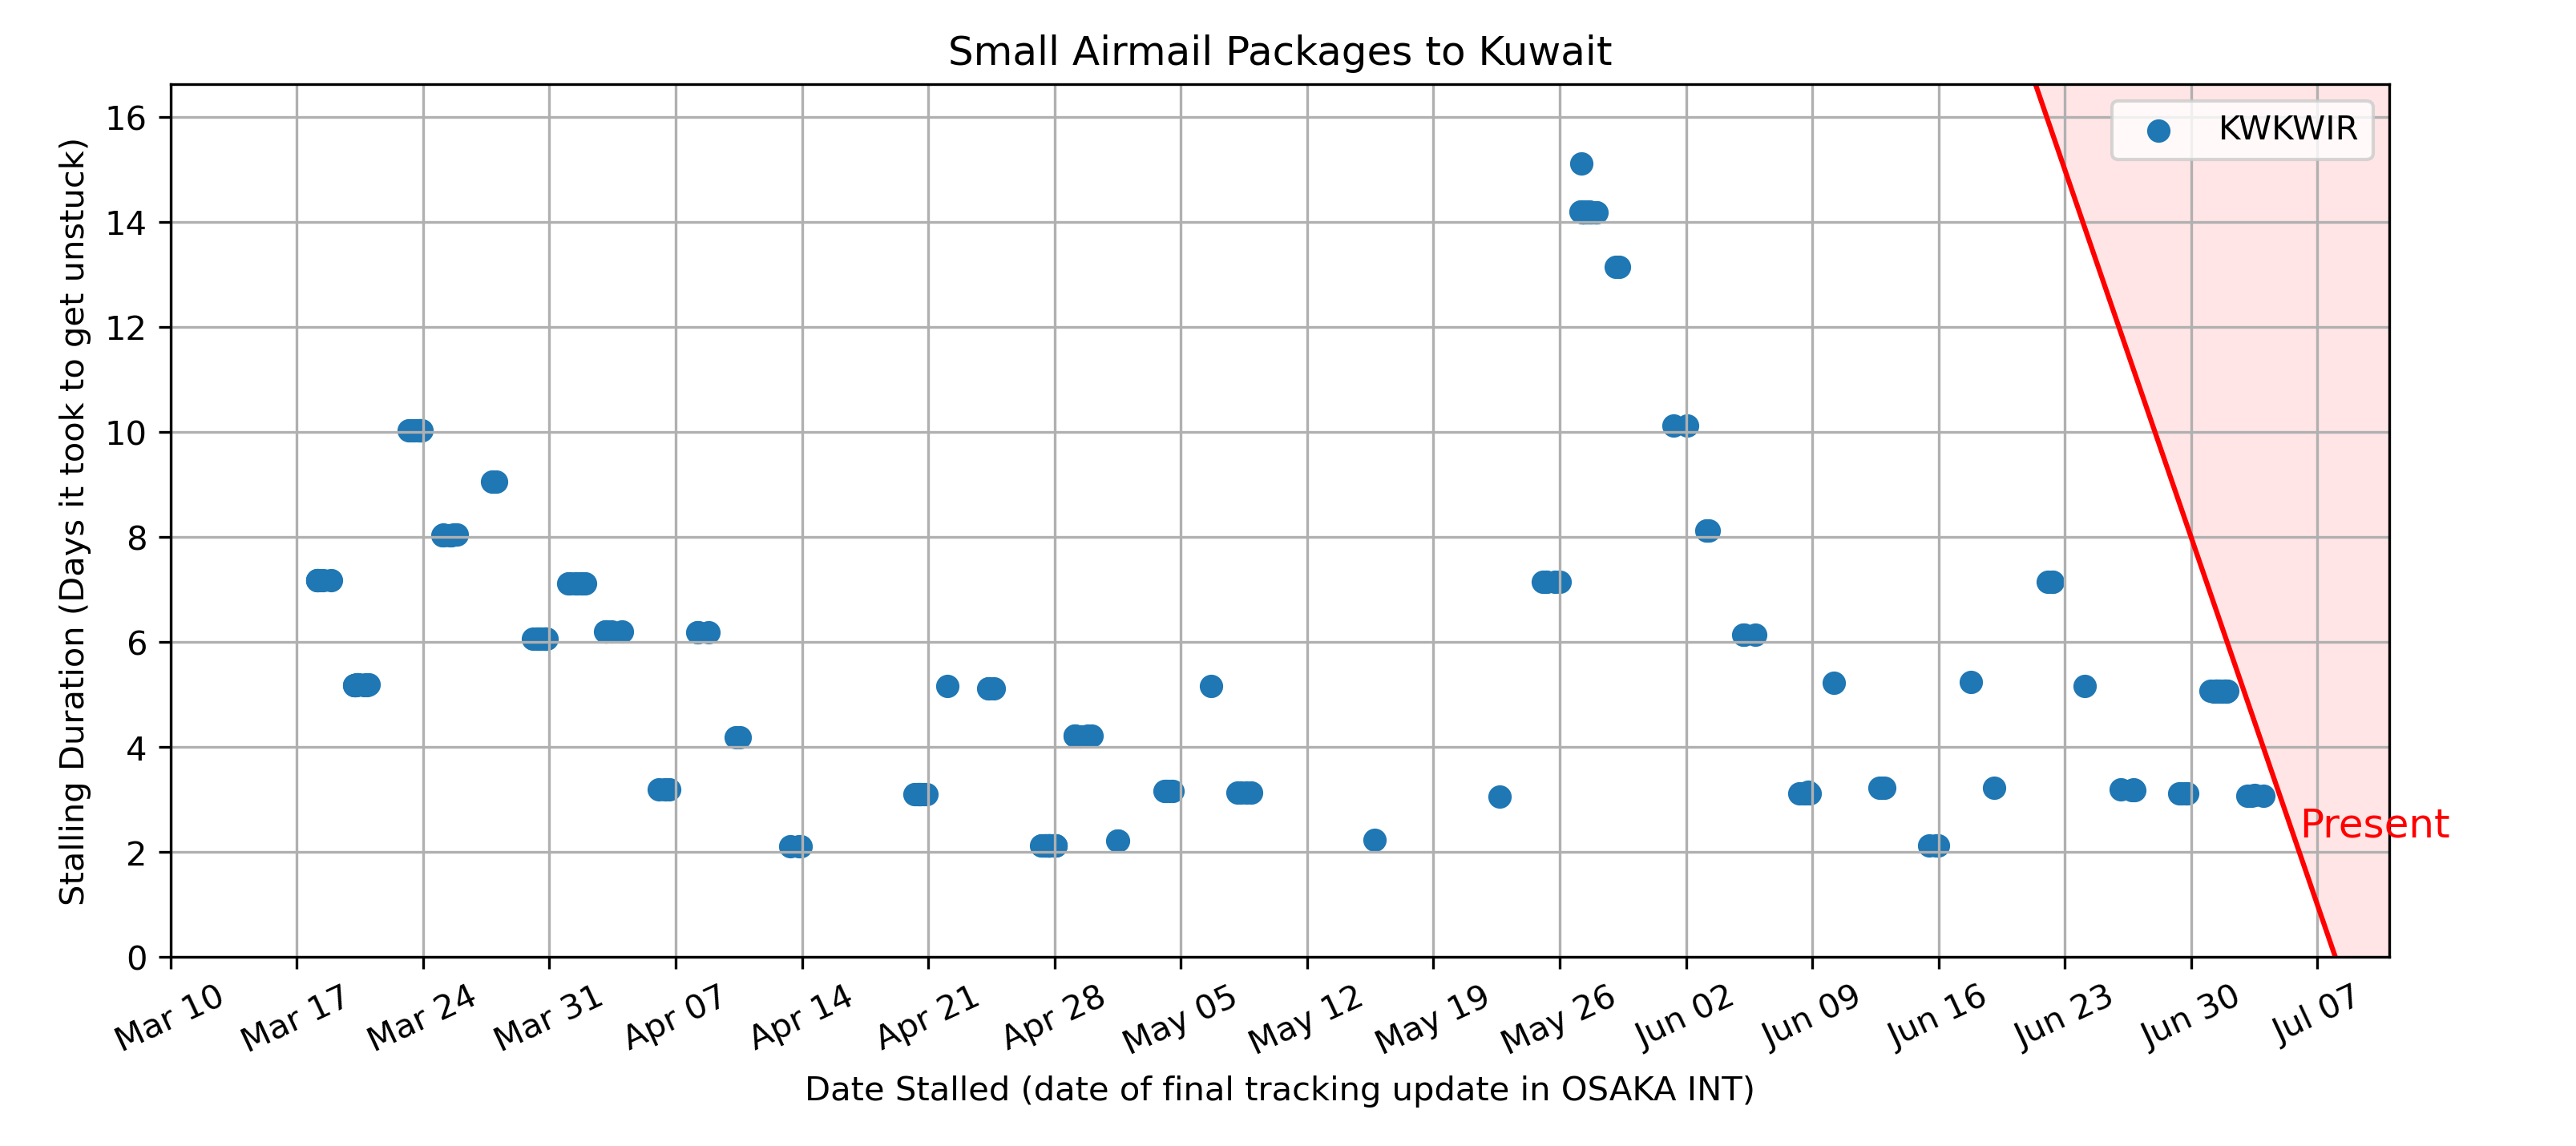 Small Airmail Packages to Kuwait
KWKWIR
Stalling Duration (Days it took to get unstuck)
16
14
12
10
8
6
4
2
0
Present
Mar 10 Mar 17 Mar 24 Mar 31 Apr 07 Apr 14 Apr 21 Apr 28 May 05 May 12 May 19 May 26 Jun 02 Jun 09 Jun 16 Jun 23 Jun 30 Jul 07
Date Stalled (date of final tracking update in OSAKA INT)